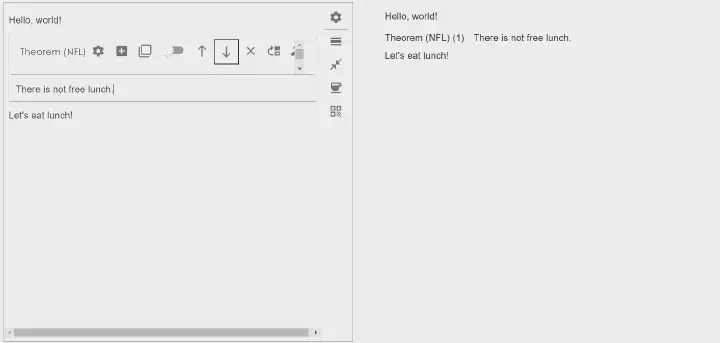 Hello, world!
Theorem (NFL)
There is not free lunch.
Let's eat lunch!
Hello, world!
Theorem (NFL) (1) There is not free lunch.
Let's eat lunch!